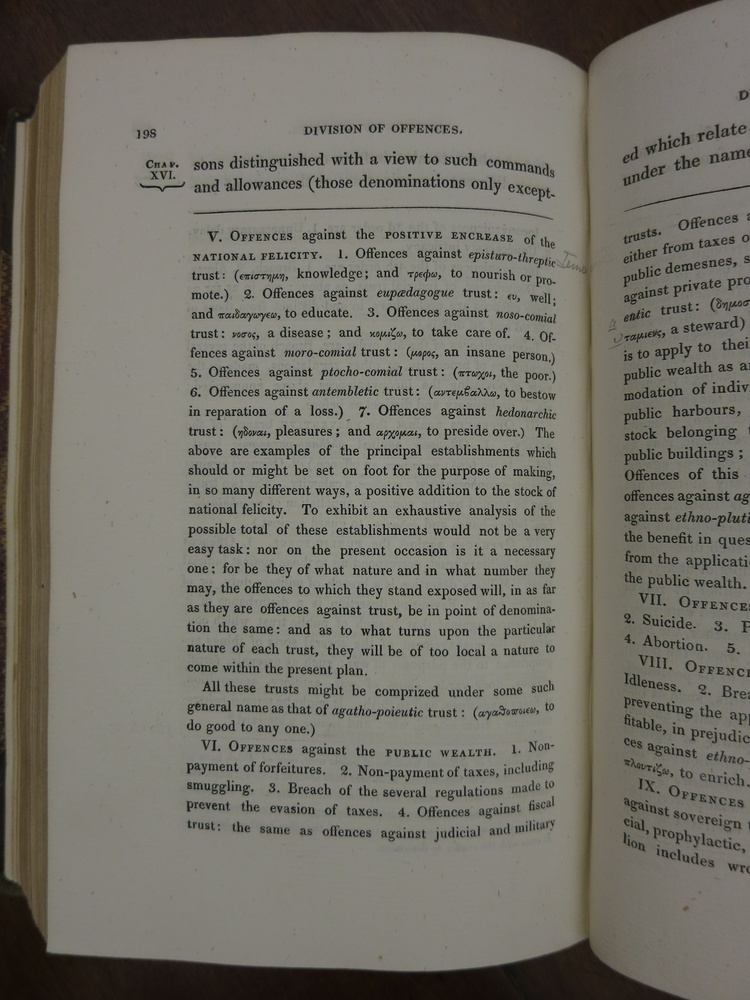 198
DIVISION OF OFFENCES.
CHAP.
XVI.
sons distinguished with a view to such commands
and allowances (those denominations only except-
V. OFFENCES against the POSITIVE ENCREASE of the
NATIONAL FELICITY. 1. Offences against episturo-threptic
trust: (επιστημη, knowledge; and τρεφω, to nourish or pro-
mote.) 2. Offences against eupædagogue trust: ευ, well;
and παιδαγωγεω, to educate. 3. Offences against noso-comial
trust: νοσος, a disease; and κομιζω, to take care of. 4. Of-
fences against moro-comial trust: (μορος, an insane person.)
5. Offences against ptocho-comial trust: (πτωχοι, the poor.)
6. Offences against antembletic trust: (αντεμβαλλω, to bestow
in reparation of a loss.) 7. Offences against hedonarchic
trust: (ηδοναι, pleasures; and αρχομαι, to preside over.) The
above are examples of the principal establishments which
should or might be set on foot for the purpose of making,
in so many different ways, a positive addition to the stock of
national felicity. To exhibit an exhaustive analysis of the
possible total of these establishments would not be a very
easy task: nor on the present occasion is it a necessary
one: for be they of what nature and in what number they
may, the offences to which they stand exposed will, in as far
as they are offences against trust, be in point of denomina-
tion the same: and as to what turns upon the particular
nature of each trust, they will be of too local a nature to
come within the present plan.
All these trusts might be comprized under some such
general name as that of agatho-poieutic trust: (αγαθοποιεω, to
do good to any one.)
VI. OFFENCES against the PUBLIC WEALTH. 1. Non-
payment of forfeitures. 2. Non-payment of taxes, including
smuggling. 3. Breach of the several regulations made to
prevent the evasion of taxes. 4. Offences against fiscal
trust: the same as offences against judicial and military
D
ed which relate
under the name
trusts. Offences
either from taxes o
public demesnes, s
against private pro
entic trust: (δημοσ
ταμιευς, a steward)
is to apply to thei
public wealth as a
modation of indiv
public harbours,
stock belonging
public buildings;
Offences of this
offences against ag
against ethno-pluti
the benefit in ques
from the applicati
the public wealth.
VII. OFFENCE
2. Suicide. 3. F
4. Abortion. 5.
VIII. OFFENC
Idleness. 2. Brea
preventing the app
fitable, in prejudic
ces against ethno-
πλουτιζω, to enrich.
IX. OFFENCES
against sovereign
cial, prophylactic,
lion includes wro